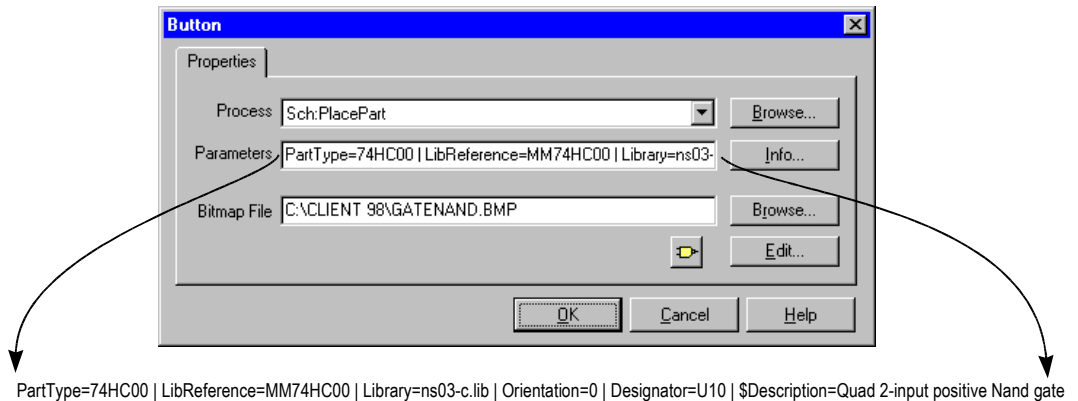 Button
Properties
Process Sch:PlacePart Browse...
Parameters PartType=74HC00 | LibReference=MM74HC00 | Library=ns03- Info...
Bitmap File C:\CLIENT 98\GATENAND.BMP Browse...
Edit...
OK Cancel Help
PartType=74HC00 | LibReference=MM74HC00 | Library=ns03-c.lib | Orientation=0 | Designator=U10 | $Description=Quad 2-input positive Nand gate